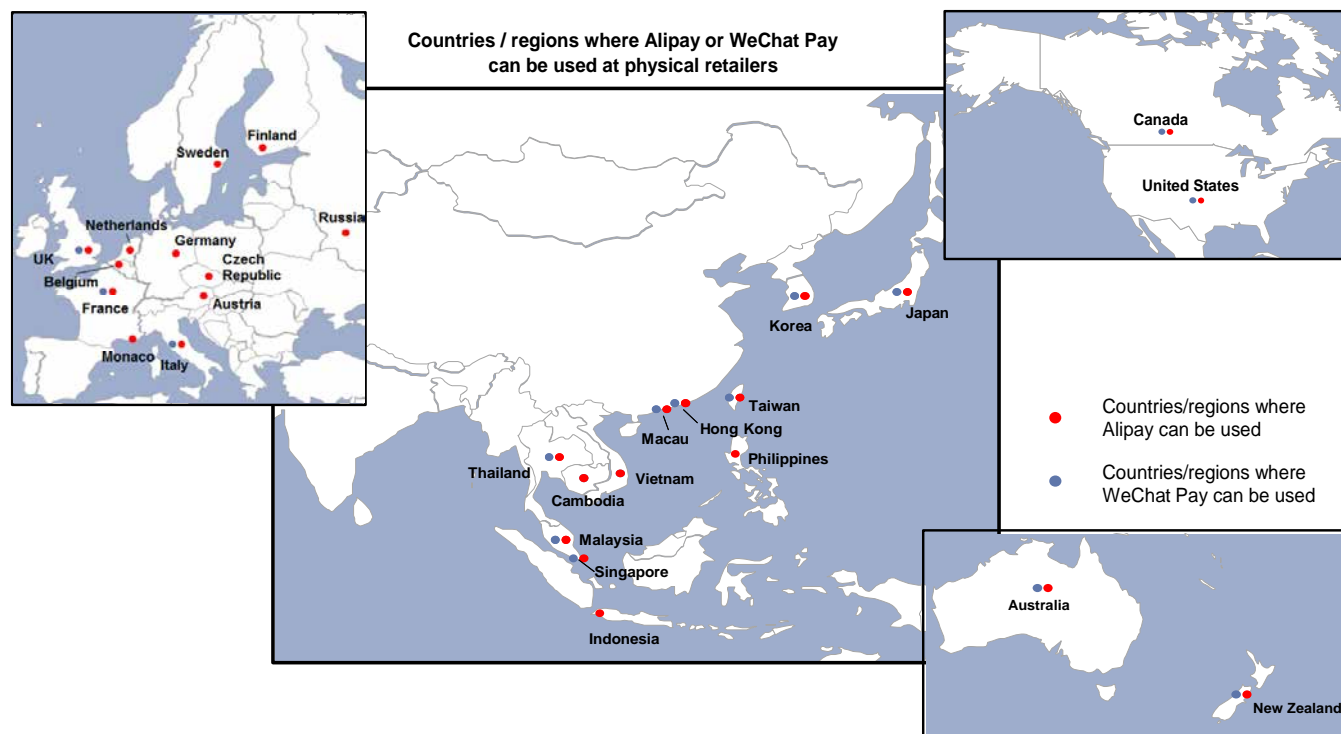 Countries / regions where Alipay or WeChat Pay
can be used at physical retailers
Finland
Sweden
Russia
Netherlands
Germany
UK
Czech
Republic
Belgium
France
Austria
Monaco
Italy
Canada
United States
Korea
Japan
Taiwan
Hong Kong
Macau
Philippines
Thailand
Vietnam
Cambodia
Malaysia
Singapore
Indonesia
Countries/regions where
Alipay can be used
Countries/regions where
WeChat Pay can be used
Australia
New Zealand